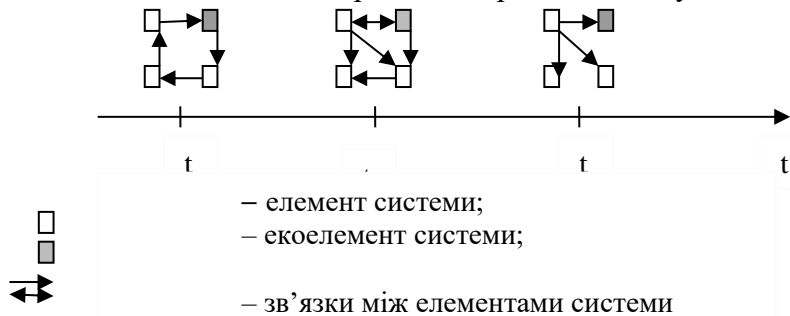 t t t
– елемент системи;
– екоелемент системи;
– зв’язки між елементами системи